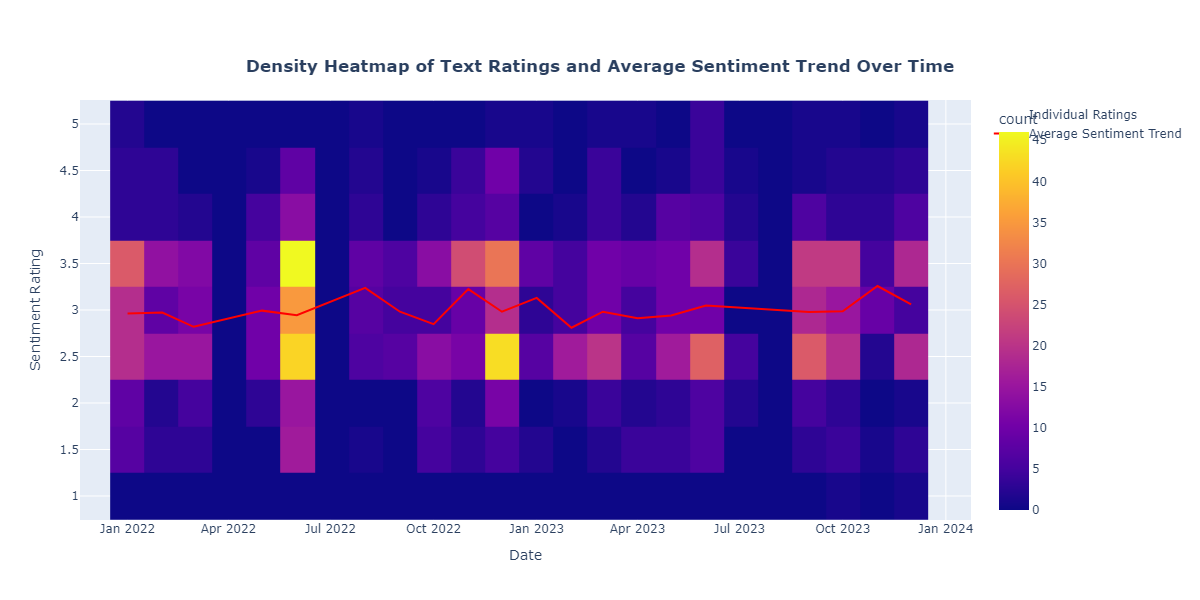 Density Heatmap of Text Ratings and Average Sentiment Trend Over Time
Sentiment Rating
5
4.5
4
3.5
3
2.5
2
1.5
1
Jan 2022
Apr 2022
Jul 2022
Oct 2022
Jan 2023
Apr 2023
Jul 2023
Oct 2023
Jan 2024
Date
count
45
40
35
30
25
20
15
10
5
0
Individual Ratings
Average Sentiment Trend